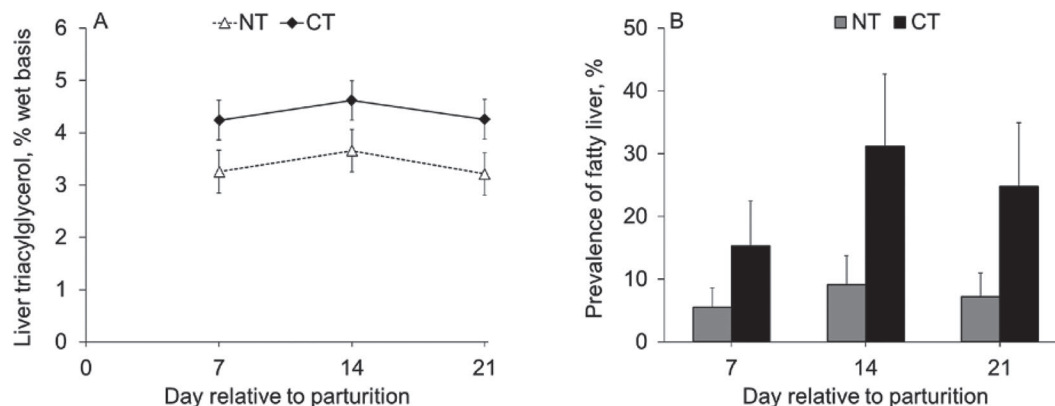 A
NT CT
Liver triacylglycerol, % wet basis
6
5
4
3
2
1
0
0 7 14 21
Day relative to parturition
B
NT CT
Prevalence of fatty liver, %
50
40
30
20
10
0
7 14 21
Day relative to parturition